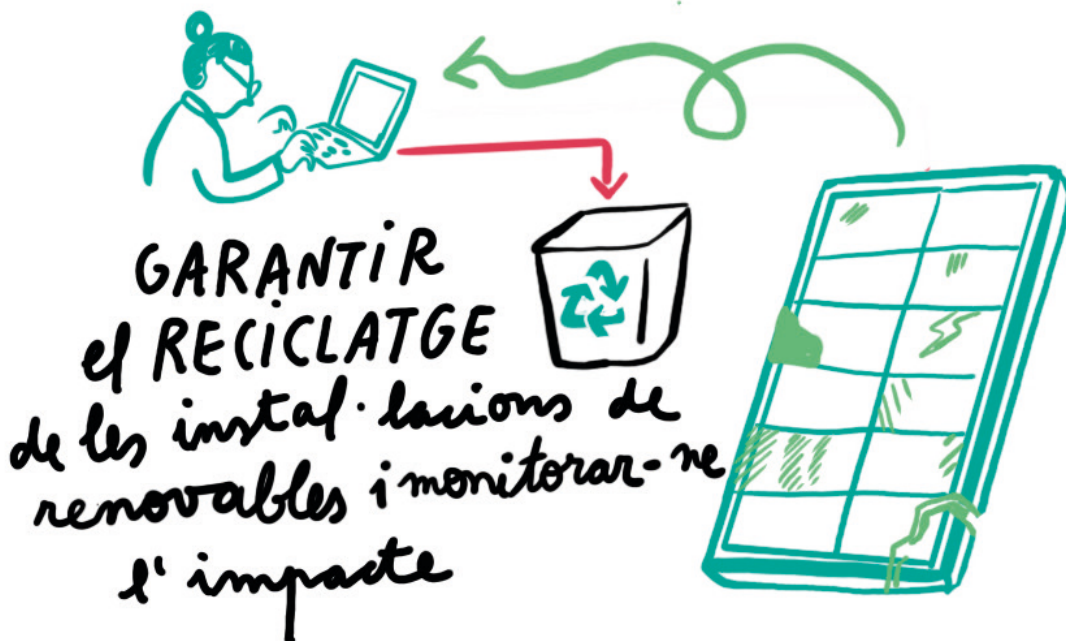 GARANTIR
el RECICLATGE
de les instal·lacions de
renovables i monitorar-ne
l'impacte